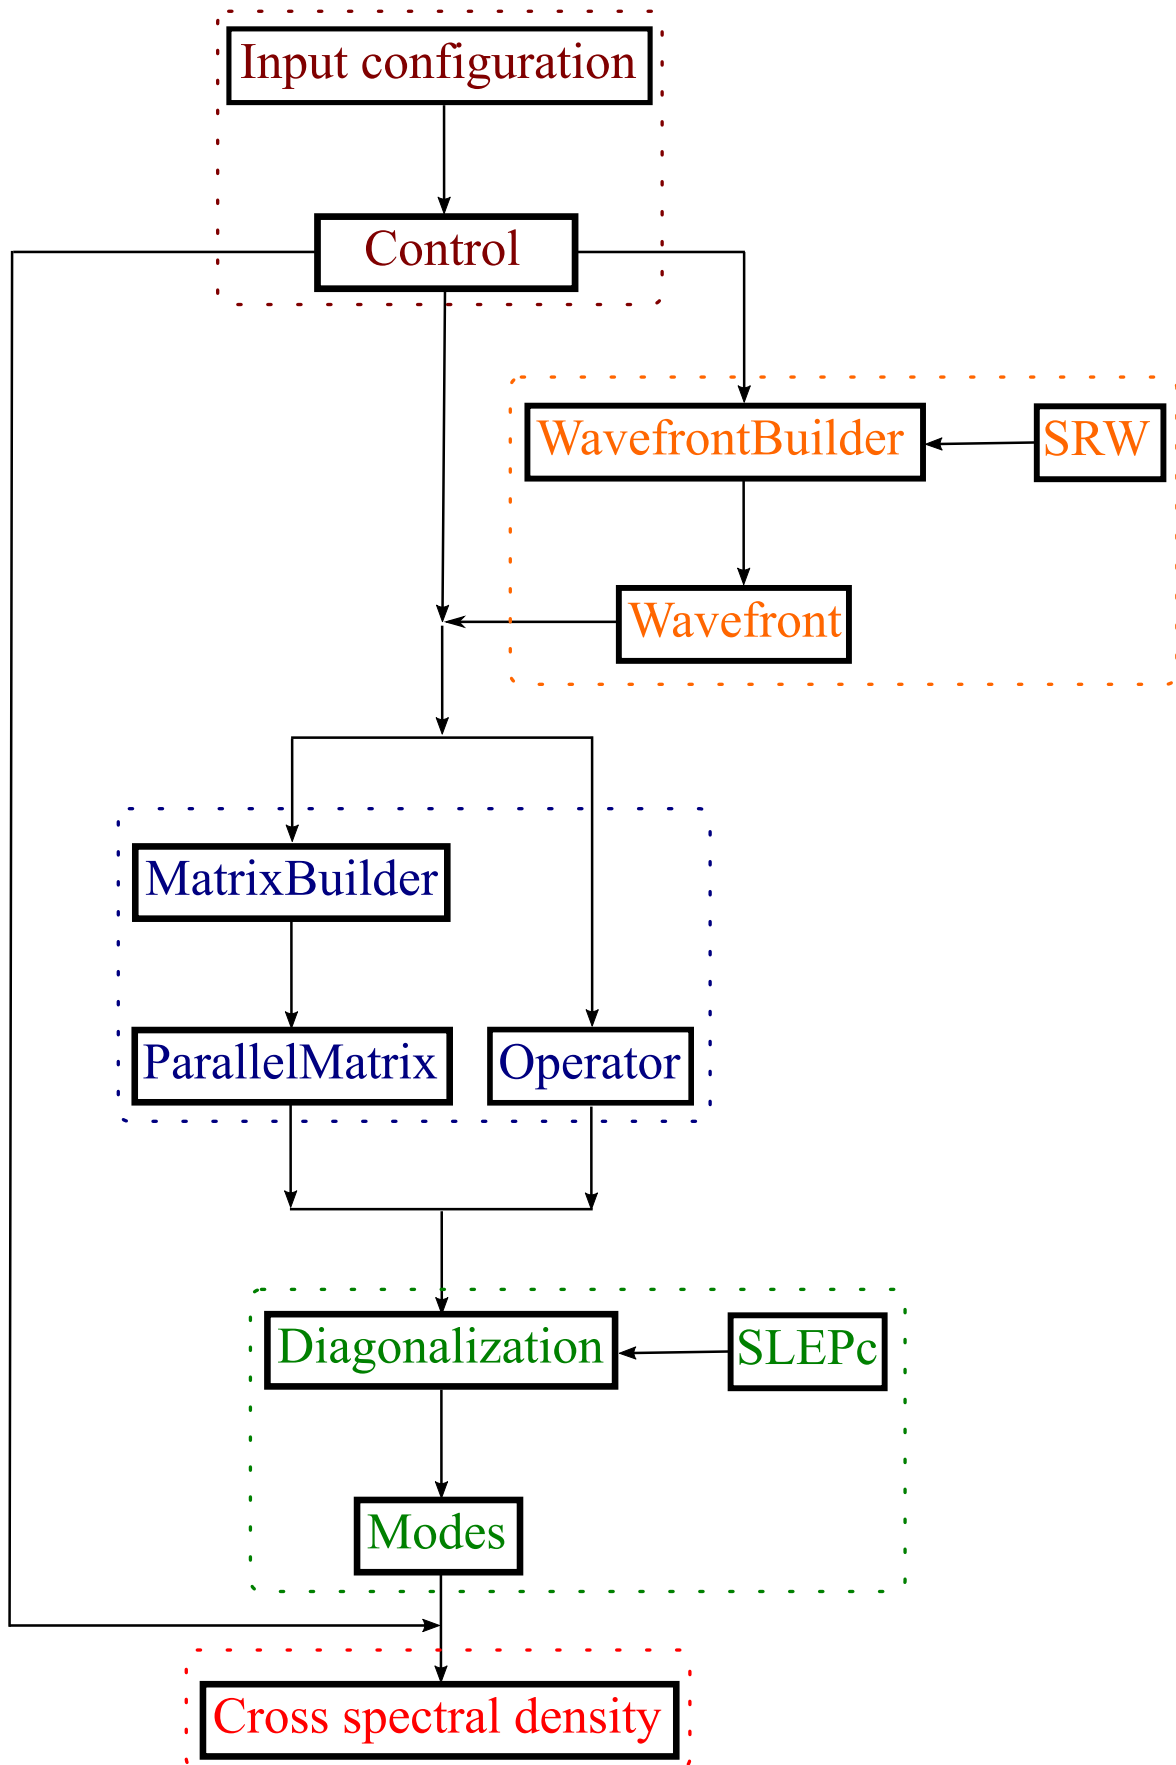 Input configuration
Control
WavefrontBuilder
SRW
Wavefront
MatrixBuilder
ParallelMatrix
Operator
Diagonalization
SLEPc
Modes
Cross spectral density